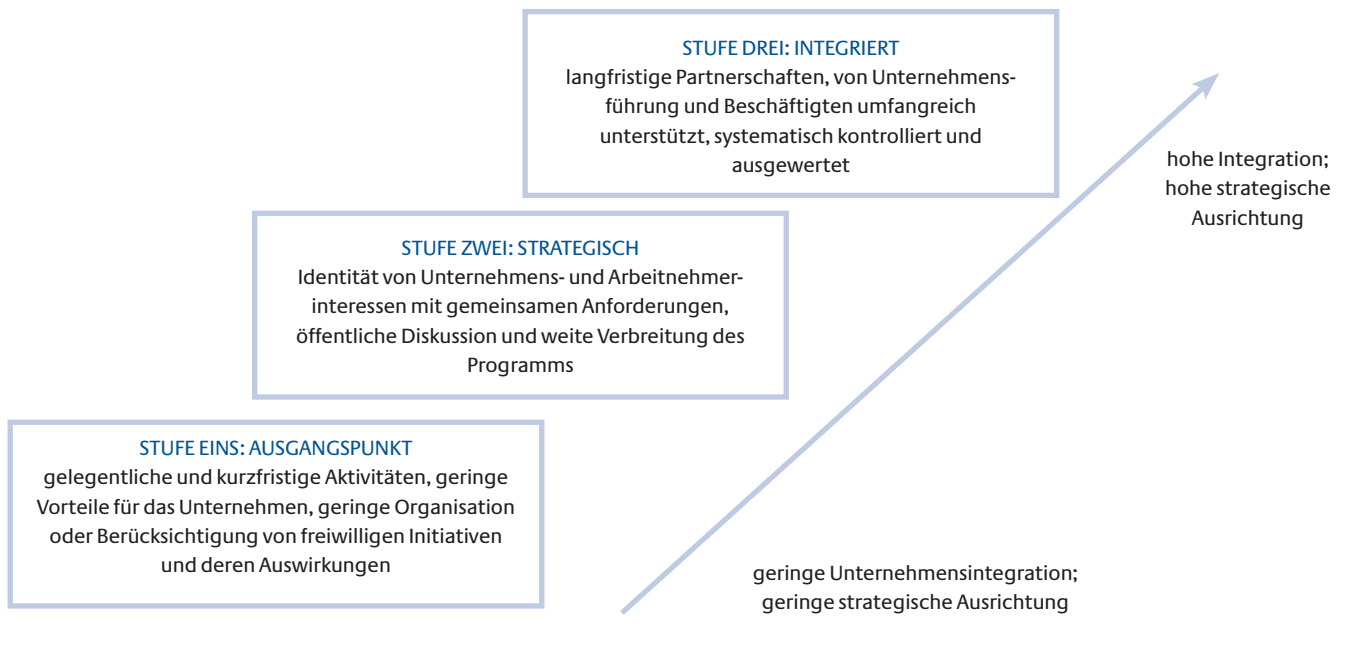 STUFE DREI: INTEGRIERT
langfristige Partnerschaften, von Unternehmens-
führung und Beschäftigten umfangreich
unterstützt, systematisch kontrolliert und
ausgewertet
hohe Integration;
hohe strategische
Ausrichtung
STUFE ZWEI: STRATEGISCH
Identität von Unternehmens- und Arbeitnehmer-
interessen mit gemeinsamen Anforderungen,
öffentliche Diskussion und weite Verbreitung des
Programms
STUFE EINS: AUSGANGSPUNKT
gelegentliche und kurzfristige Aktivitäten, geringe
Vorteile für das Unternehmen, geringe Organisation
oder Berücksichtigung von freiwilligen Initiativen
und deren Auswirkungen
geringe Unternehmensintegration;
geringe strategische Ausrichtung